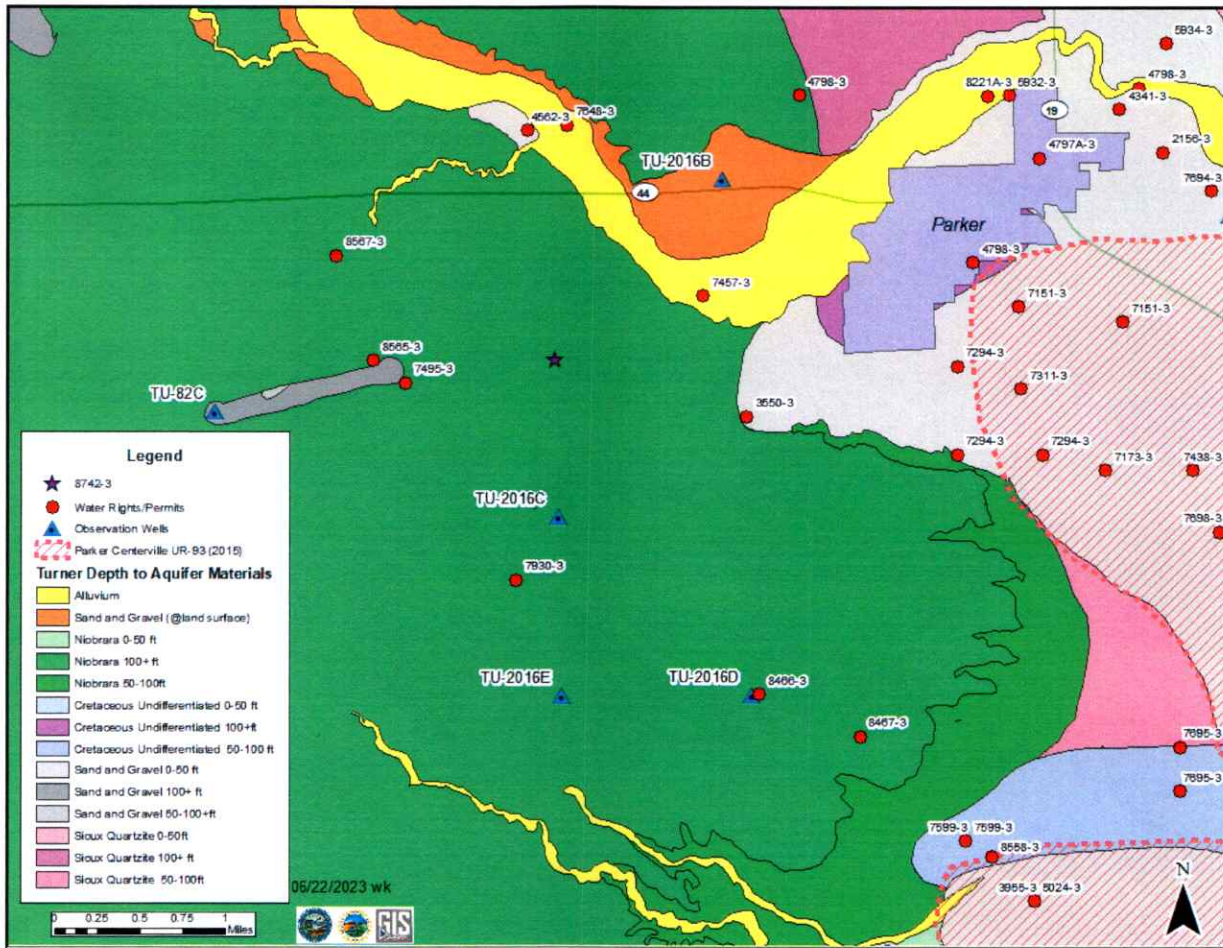 5934-3
4798-3
8221A-3
5932-3
4798-3
4341-3
19
4562-3
7648-3
4797A-3
2156-3
TU-2016B
44
7694-3
Parker
8567-3
4798-3
7457-3
7151-3
7151-3
8565-3
7495-3
7294-3
7311-3
TU-82C
3550-3
7294-3
7294-3
7173-3
7438-3
Legend
8742-3
Water Rights/Permits
Observation Wells
Parker Centerville UR-93 (2015)
Turner Depth to Aquifer Materials
Alluvium
Sand and Gravel (@land surface)
Niobrara 0-50 ft
Niobrara 100+ ft
Niobrara 50-100ft
Cretaceous Undifferentiated 0-50 ft
Cretaceous Undifferentiated 100+ft
Cretaceous Undifferentiated 50-100 ft
Sand and Gravel 0-50 ft
Sand and Gravel 100+ ft
Sand and Gravel 50-100+ft
Sioux Quartzite 0-50ft
Sioux Quartzite 100+ ft
Sioux Quartzite 50-100ft
TU-2016C
7698-3
7930-3
TU-2016E
TU-2016D
8466-3
8467-3
7695-3
7695-3
7599-3
7599-3
8558-3
3955-3
5024-3
06/22/2023 wk
0 0.25 0.5 0.75 1
Miles
GIS
N